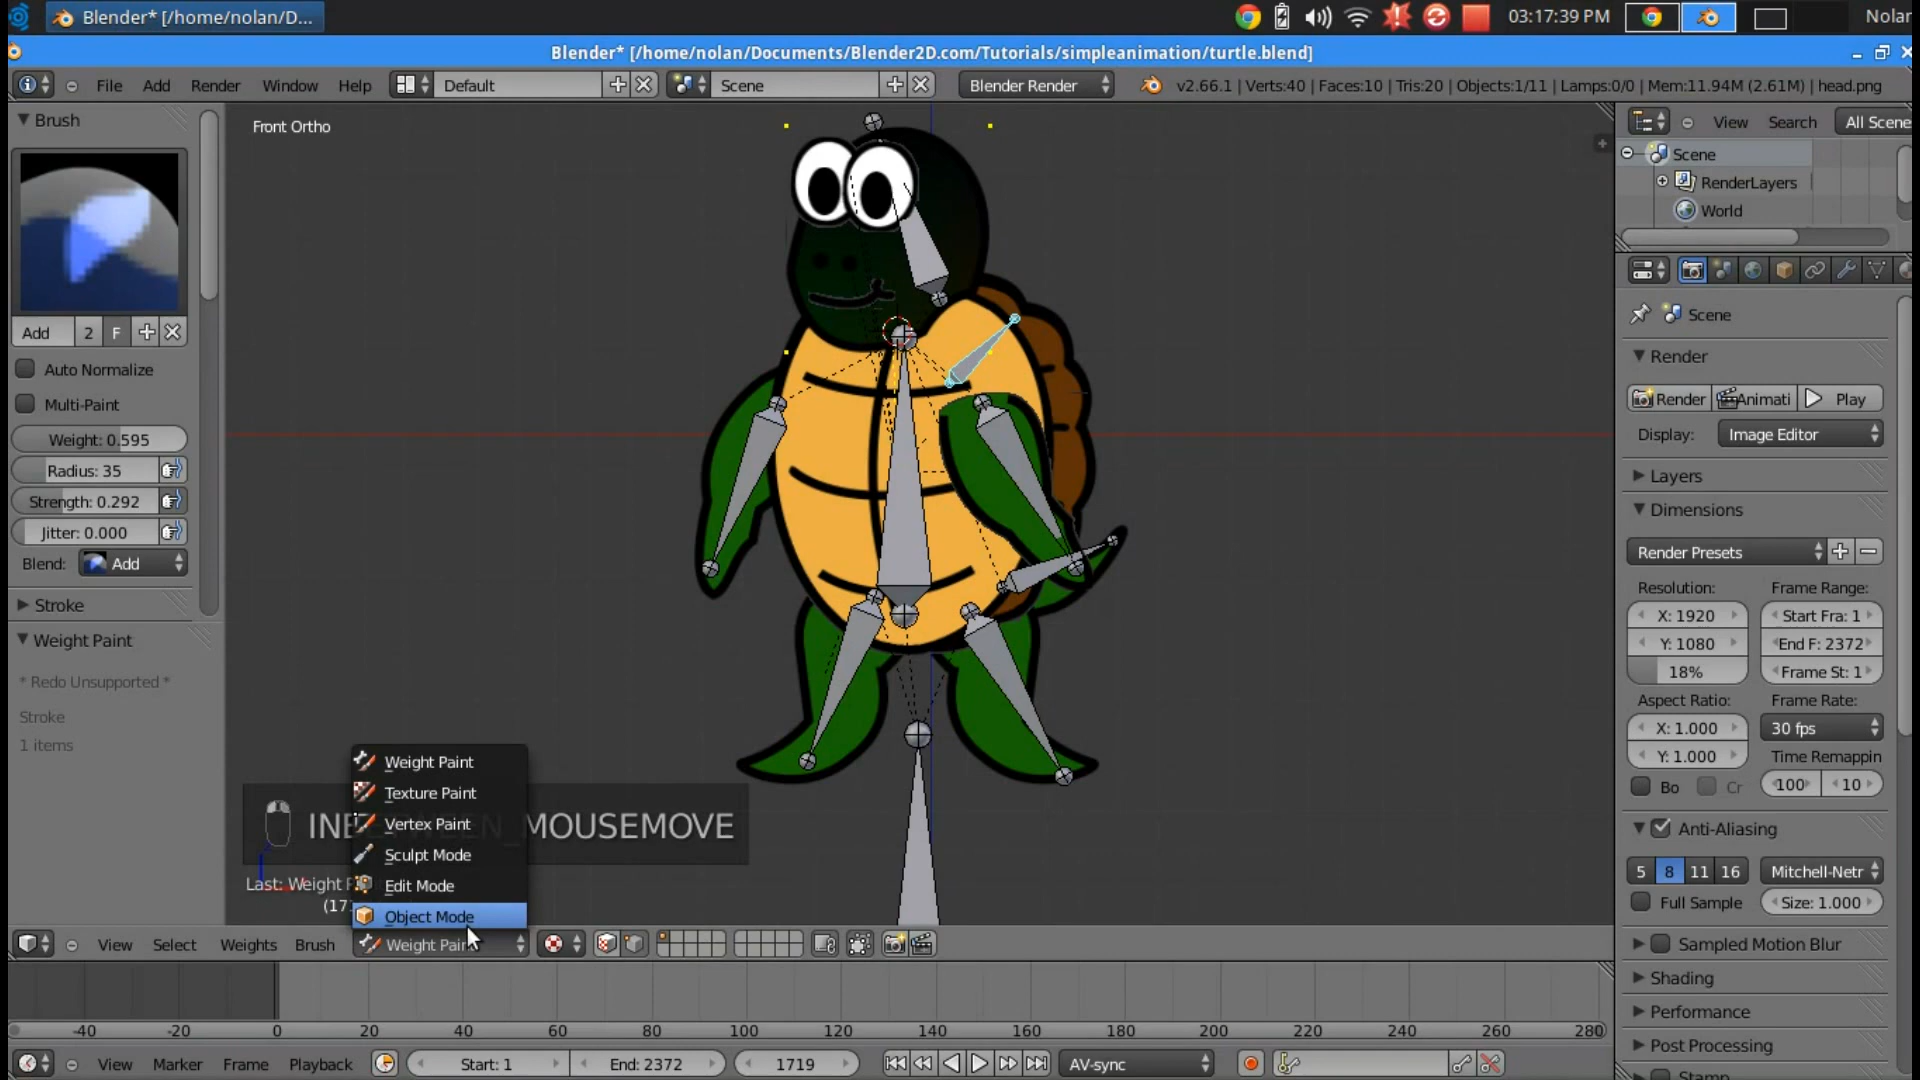 Blender* [/home/nolan/D...
03:17:39 PM
Nolan
Blender* [/home/nolan/Documents/Blender2D.com/Tutorials/simpleanimation/turtle.blend]
File Add Render Window Help
Default
Scene
Blender Render
v2.66.1 | Verts:40 | Faces:10 | Tris:20 | Objects:1/11 | Lamps:0/0 | Mem:11.94M (2.61M) | head.png
Brush
Front Ortho
Add 2 F
Auto Normalize
Multi-Paint
Weight: 0.595
Radius: 35
Strength: 0.292
Jitter: 0.000
Blend: Add
Stroke
Weight Paint
* Redo Unsupported *
Stroke
1 items
Weight Paint
Texture Paint
Vertex Paint
Sculpt Mode
Edit Mode
Object Mode
MOUSEMOVE
Last: Weight
(17
View Select Weights Brush
Weight Pain
-40 -20 0 20 40 60 80 100 120 140 160 180 200 220 240 260 280
View Marker Frame Playback
Start: 1
End: 2372
1719
AV-sync
View Search All Scene
Scene
RenderLayers
World
Scene
Render
Render Animati Play
Display: Image Editor
Layers
Dimensions
Render Presets
Resolution: Frame Range:
X: 1920 Start Fra: 1
Y: 1080 End F: 2372
18% Frame St: 1
Aspect Ratio: Frame Rate:
X: 1.000 30 fps
Y: 1.000 Time Remappin
Bo Cr 100 10
Anti-Aliasing
5 8 11 16 Mitchell-Netr
Full Sample Size: 1.000
Sampled Motion Blur
Shading
Performance
Post Processing
Stamp